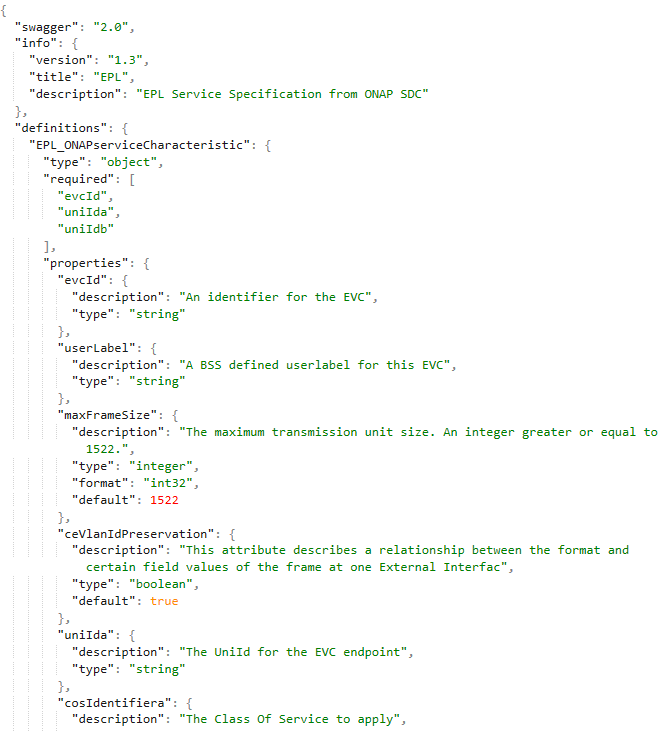 {
"swagger": "2.0",
"info": {
"version": "1.3",
"title": "EPL",
"description": "EPL Service Specification from ONAP SDC"
},
"definitions": {
"EPL_ONAPserviceCharacteristic": {
"type": "object",
"required": [
"evcId",
"uniIda",
"uniIdb"
],
"properties": {
"evcId": {
"description": "An identifier for the EVC",
"type": "string"
},
"userLabel": {
"description": "A BSS defined userlabel for this EVC",
"type": "string"
},
"maxFrameSize": {
"description": "The maximum transmission unit size. An integer greater or equal to
1522.",
"type": "integer",
"format": "int32",
"default": 1522
},
"ceVlanIdPreservation": {
"description": "This attribute describes a relationship between the format and
certain field values of the frame at one External Interfac",
"type": "boolean",
"default": true
},
"uniIda": {
"description": "The UniId for the EVC endpoint",
"type": "string"
},
"cosIdentifiera": {
"description": "The Class Of Service to apply",